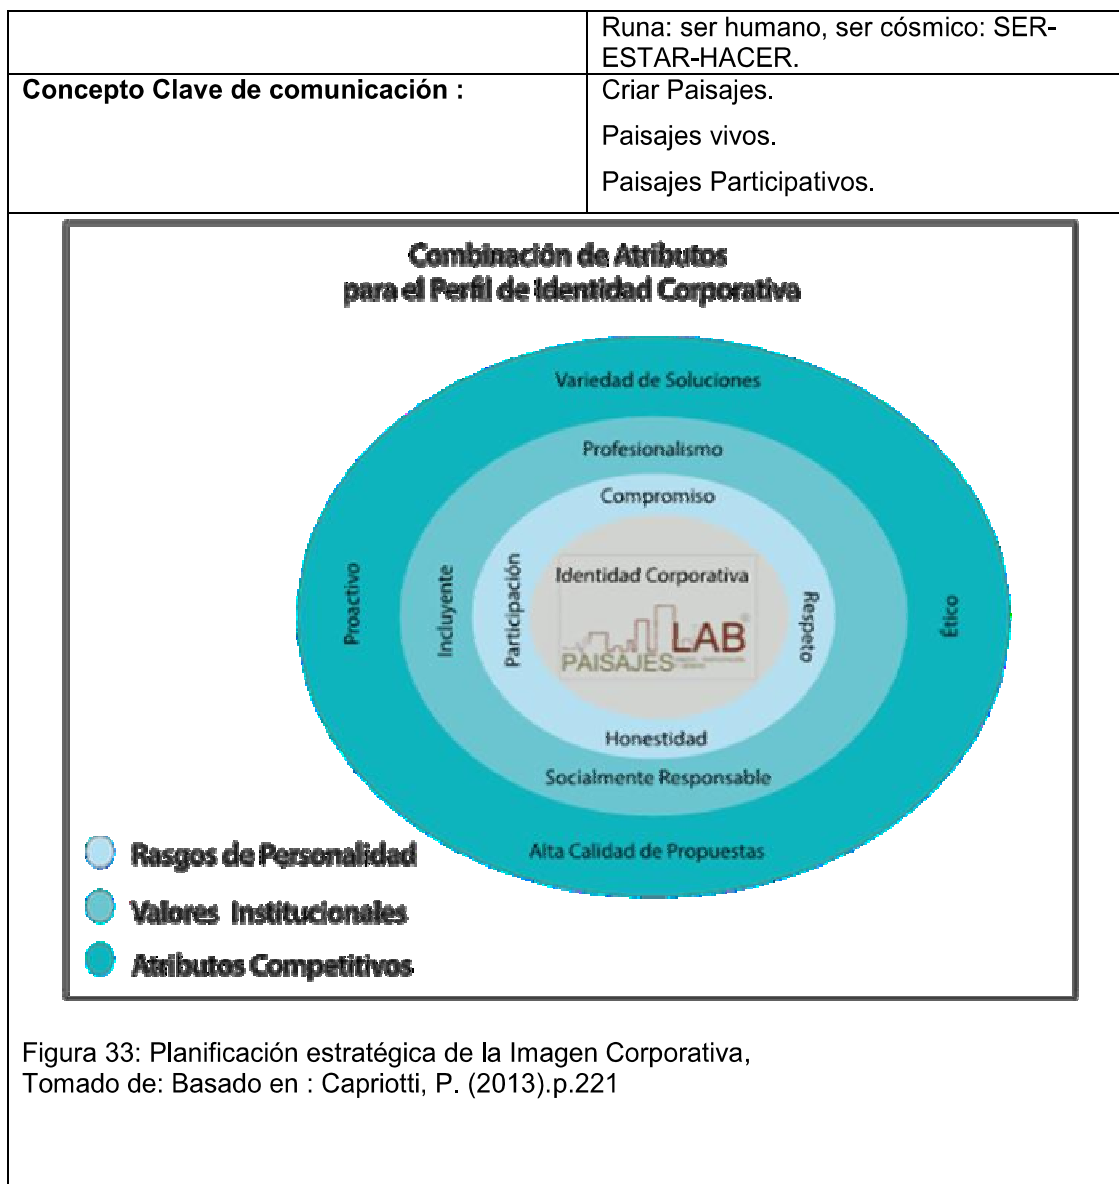 Runa: ser humano, ser cósmico: SER-
ESTAR-HACER.
Concepto Clave de comunicación :
Criar Paisajes.
Paisajes vivos.
Paisajes Participativos.
Combinación de Atributos
para el Perfil de Identidad Corporativa
Variedad de Soluciones
Profesionalismo
Compromiso
Proactivo
Incluyente
Participación
Identidad Corporativa
PAISAJES LAB®
Respeto
Ético
Honestidad
Socialmente Responsable
Alta Calidad de Propuestas
Rasgos de Personalidad
Valores Institucionales
Atributos Competitivos
Figura 33: Planificación estratégica de la Imagen Corporativa,
Tomado de: Basado en : Capriotti, P. (2013).p.221